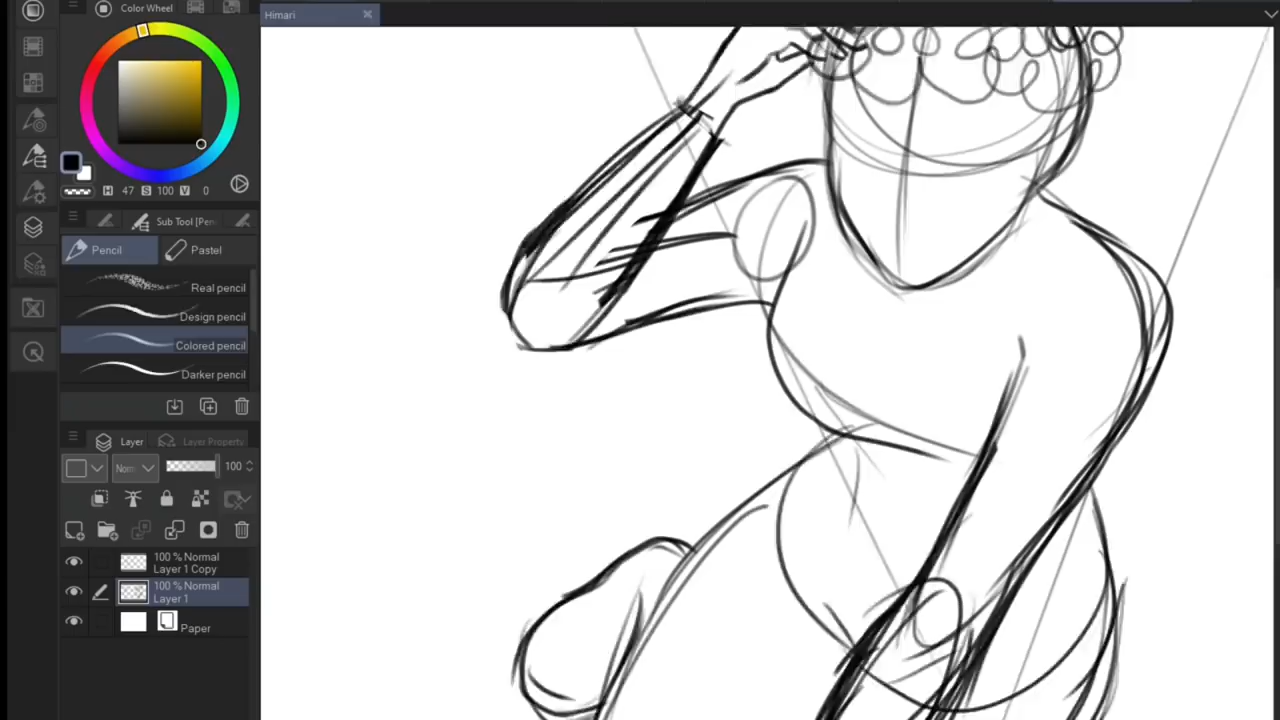 Color Wheel
Himari
H 47 S 100 V 0
Sub Tool [Pen
Pencil
Pastel
Real pencil
Design pencil
Colored pencil
Darker pencil
Layer
Layer Property
Norn
100
100 % Normal
Layer 1 Copy
100 % Normal
Layer 1
Paper